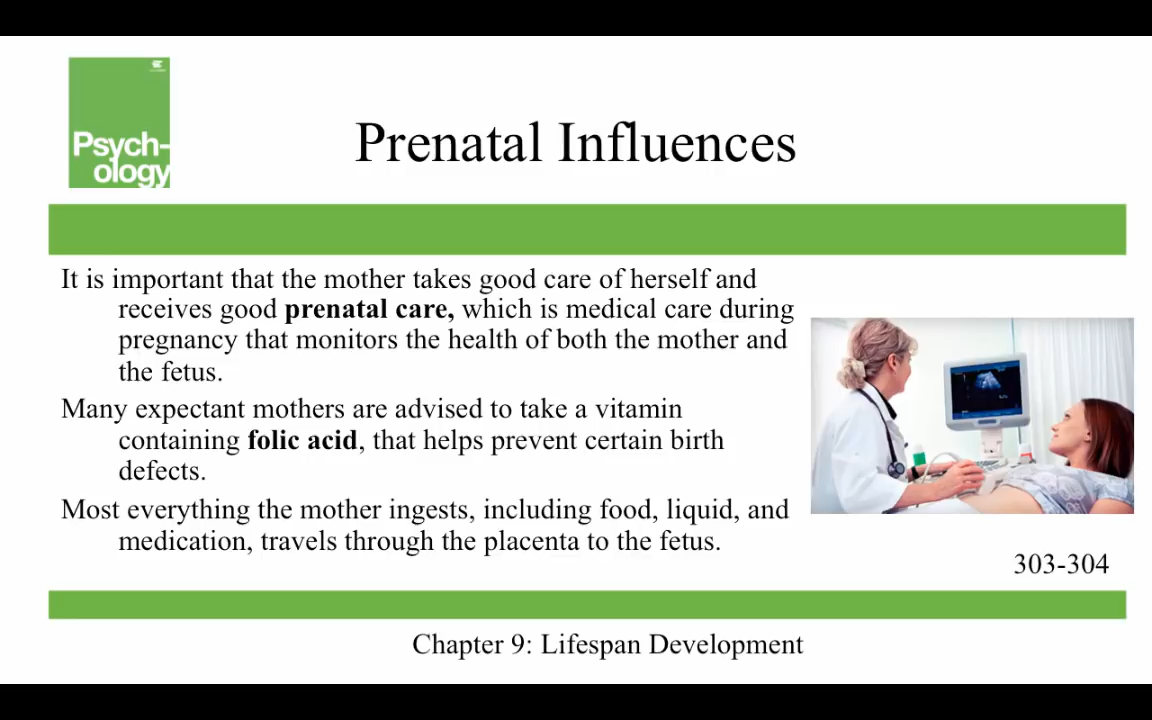 Psych-
ology
Prenatal Influences
It is important that the mother takes good care of herself and
receives good prenatal care, which is medical care during
pregnancy that monitors the health of both the mother and
the fetus.
Many expectant mothers are advised to take a vitamin
containing folic acid, that helps prevent certain birth
defects.
Most everything the mother ingests, including food, liquid, and
medication, travels through the placenta to the fetus.
303-304
Chapter 9: Lifespan Development